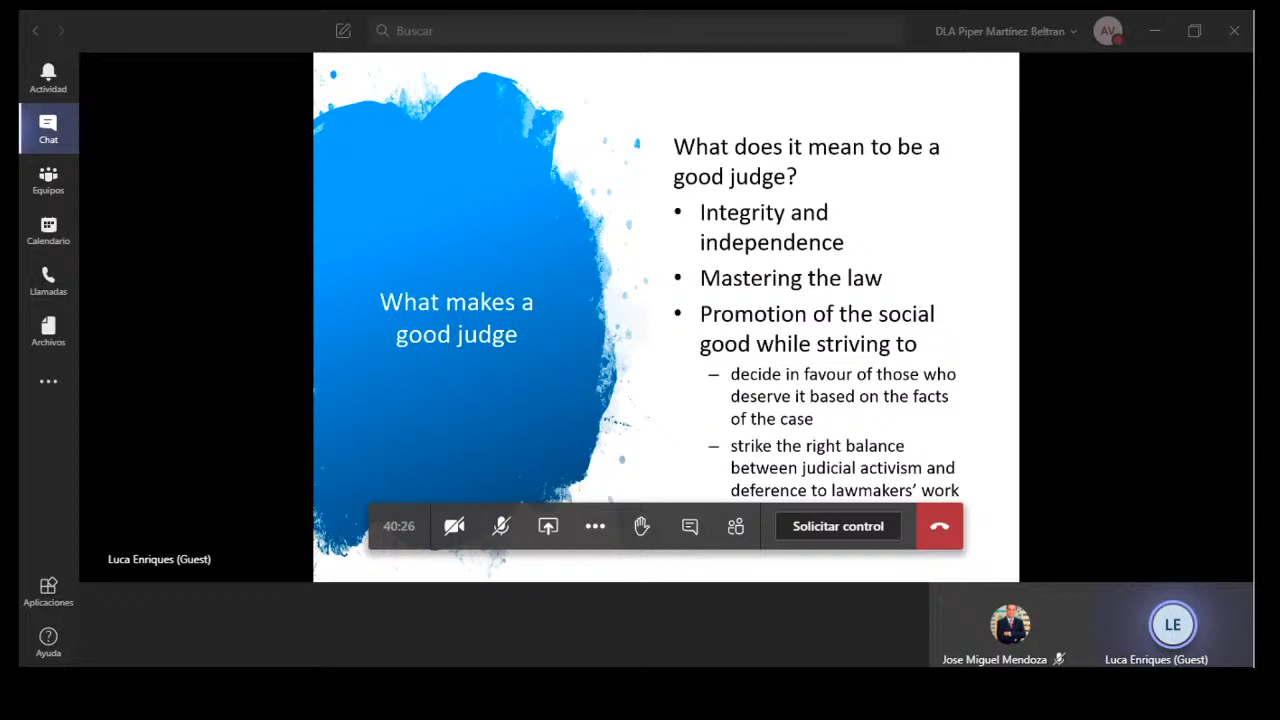 Buscar
DLA Piper Martínez Beltran
AV
Actividad
Chat
Equipos
Calendario
Llamadas
Archivos
Aplicaciones
Ayuda
What makes a
good judge
What does it mean to be a
good judge?
• Integrity and
independence
• Mastering the law
• Promotion of the social
good while striving to
– decide in favour of those who
deserve it based on the facts
of the case
– strike the right balance
between judicial activism and
deference to lawmakers’ work
40:26
Solicitar control
Luca Enriques (Guest)
LE
Jose Miguel Mendoza
Luca Enriques (Guest)